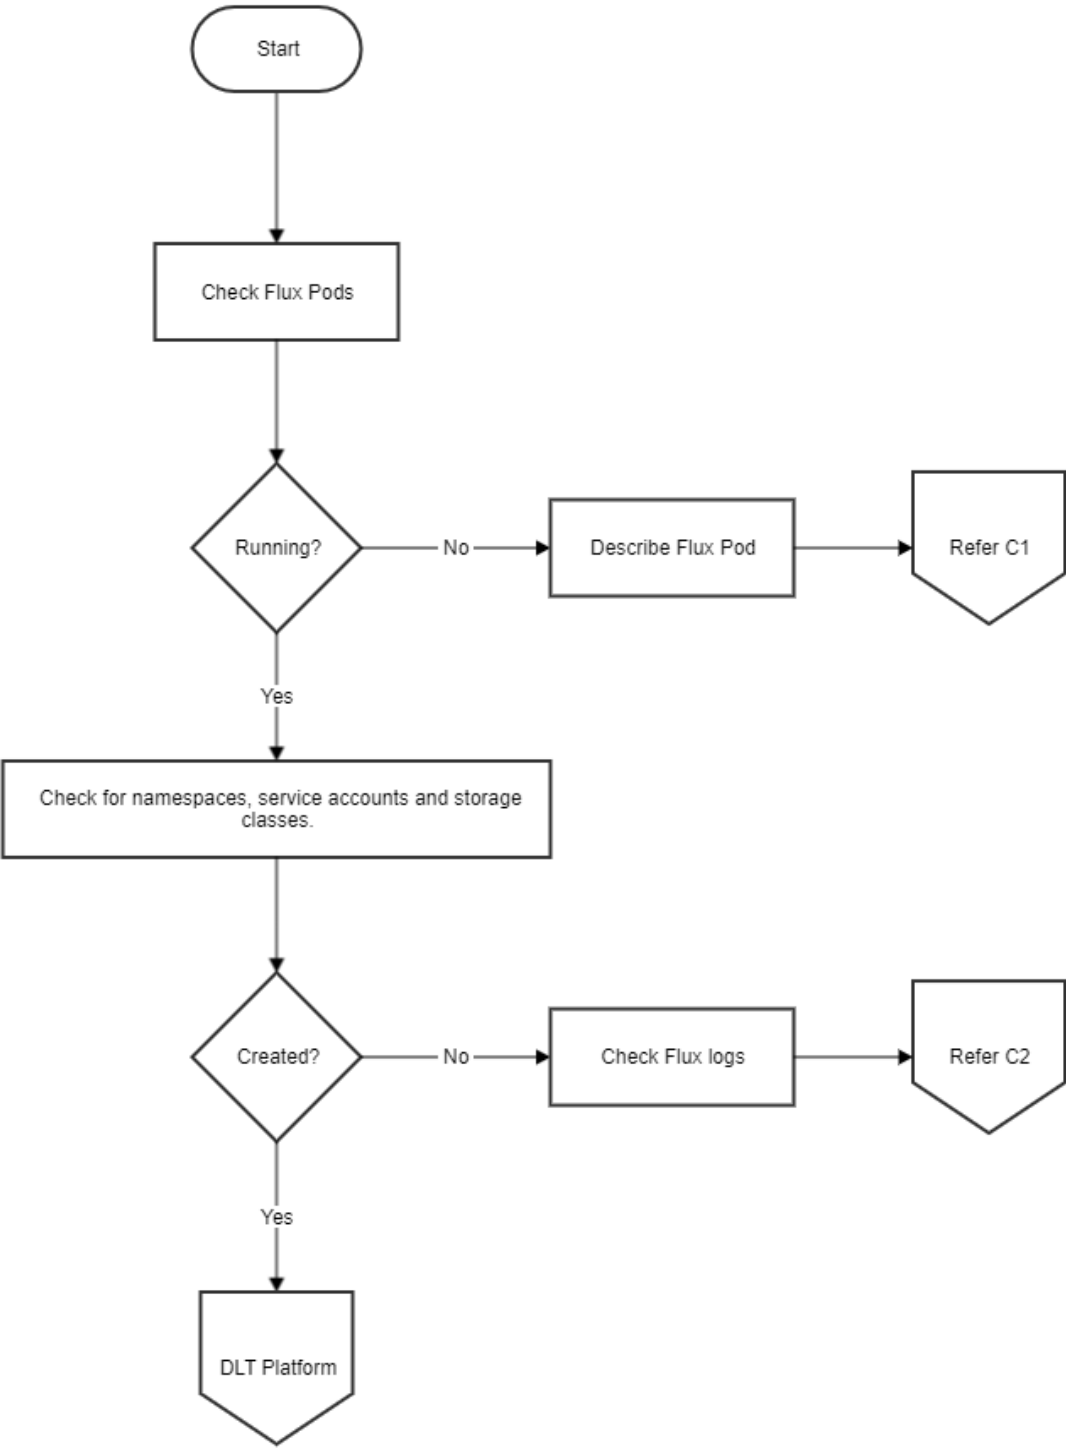 Start
Check Flux Pods
Running?
No
Describe Flux Pod
Refer C1
Yes
Check for namespaces, service accounts and storage
classes.
Created?
No
Check Flux logs
Refer C2
Yes
DLT Platform